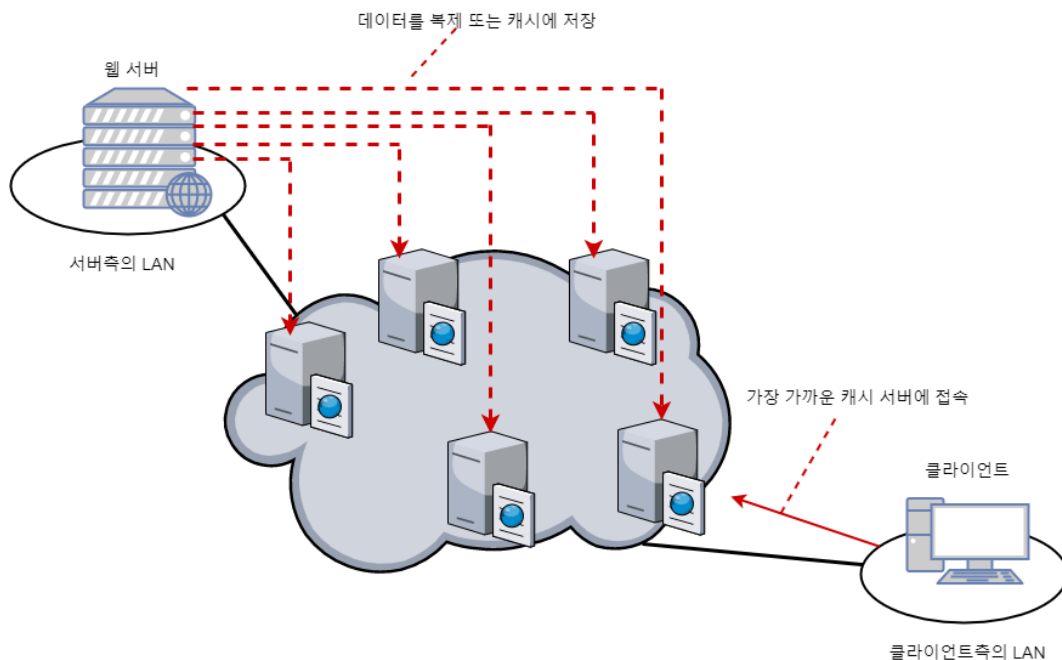 데이터를 복제 또는 캐시에 저장
웰 서버
서버측의 LAN
가장 가까운 캐시 서버에 접속
클라이언트
클라이언트측의 LAN